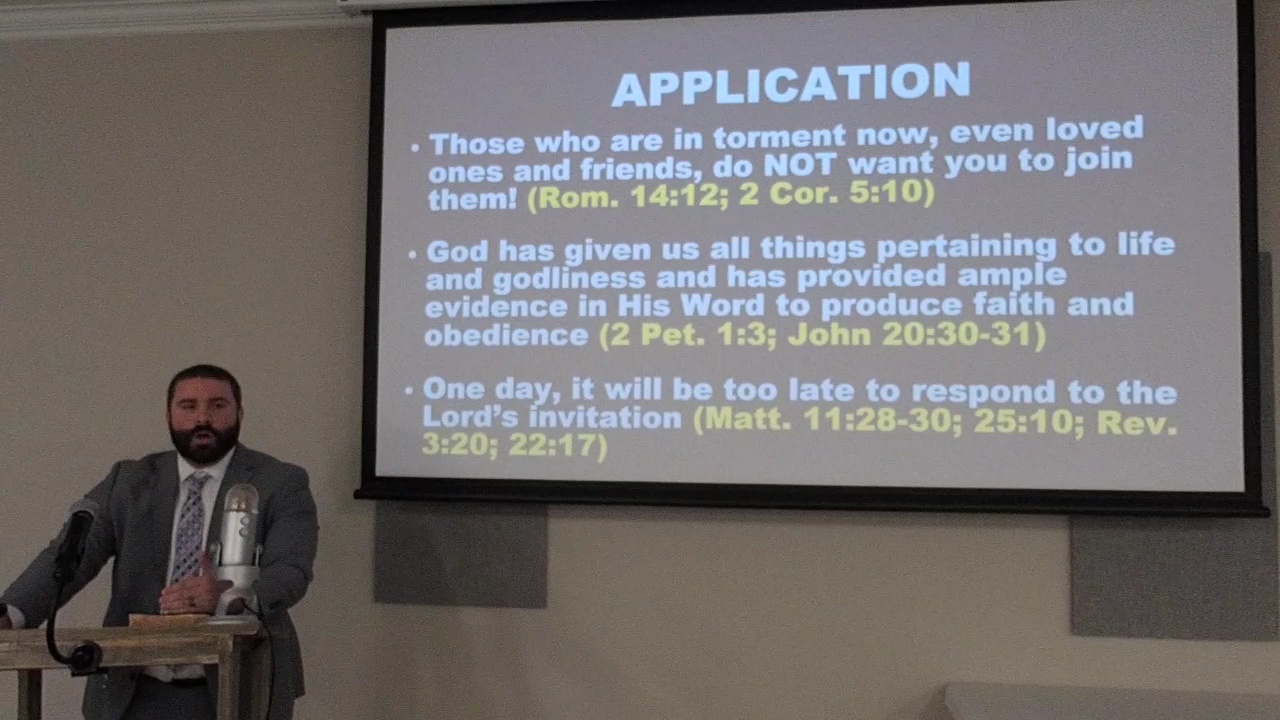 APPLICATION
• Those who are in torment now, even loved
ones and friends, do NOT want you to join
them! (Rom. 14:12; 2 Cor. 5:10)
• God has given us all things pertaining to life
and godliness and has provided ample
evidence in His Word to produce faith and
obedience (2 Pet. 1:3; John 20:30-31)
• One day, it will be too late to respond to the
Lord's invitation (Matt. 11:28-30; 25:10; Rev.
3:20; 22:17)